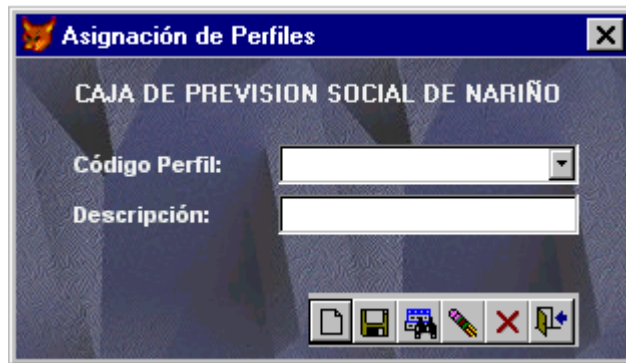 Asignación de Perfiles
CAJA DE PREVISION SOCIAL DE NARIÑO
Código Perfil:
Descripción: